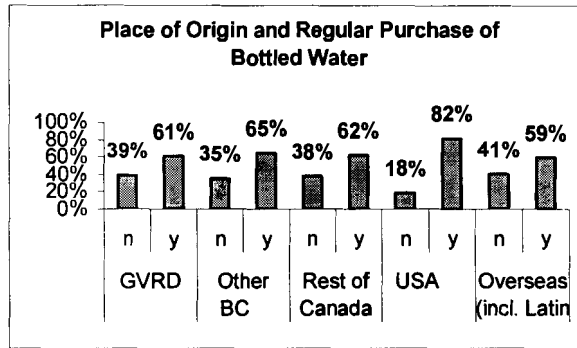 Place of Origin and Regular Purchase of
Bottled Water
100%
80%
60%
40%
20%
0%
39% 61% 35% 65% 38% 62% 18% 82% 41% 59%
n y n y n y n y n y
GVRD Other Rest of USA Overseas
BC Canada (incl. Latin